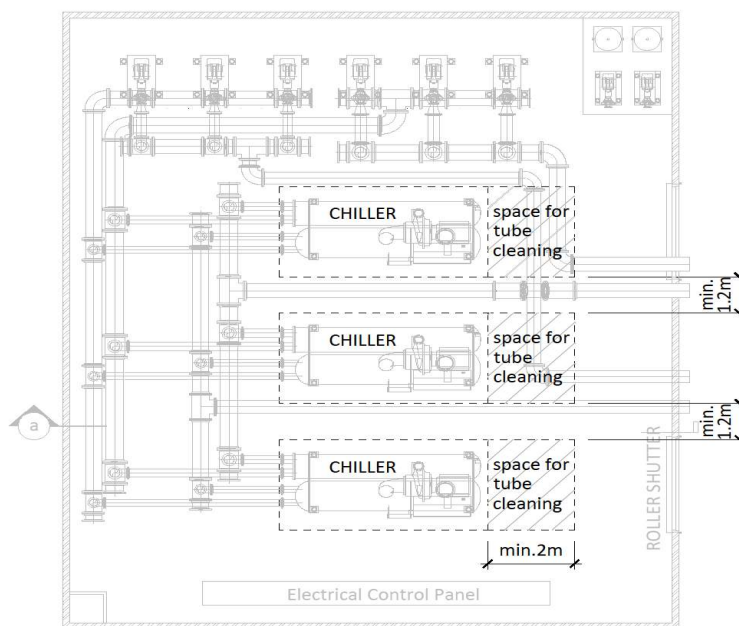 CHILLER
space for
tube
cleaning
min.
1.2m
CHILLER
space for
tube
cleaning
min.
1.2m
a
CHILLER
space for
tube
cleaning
ROLLER SHUTTER
min.2m
Electrical Control Panel